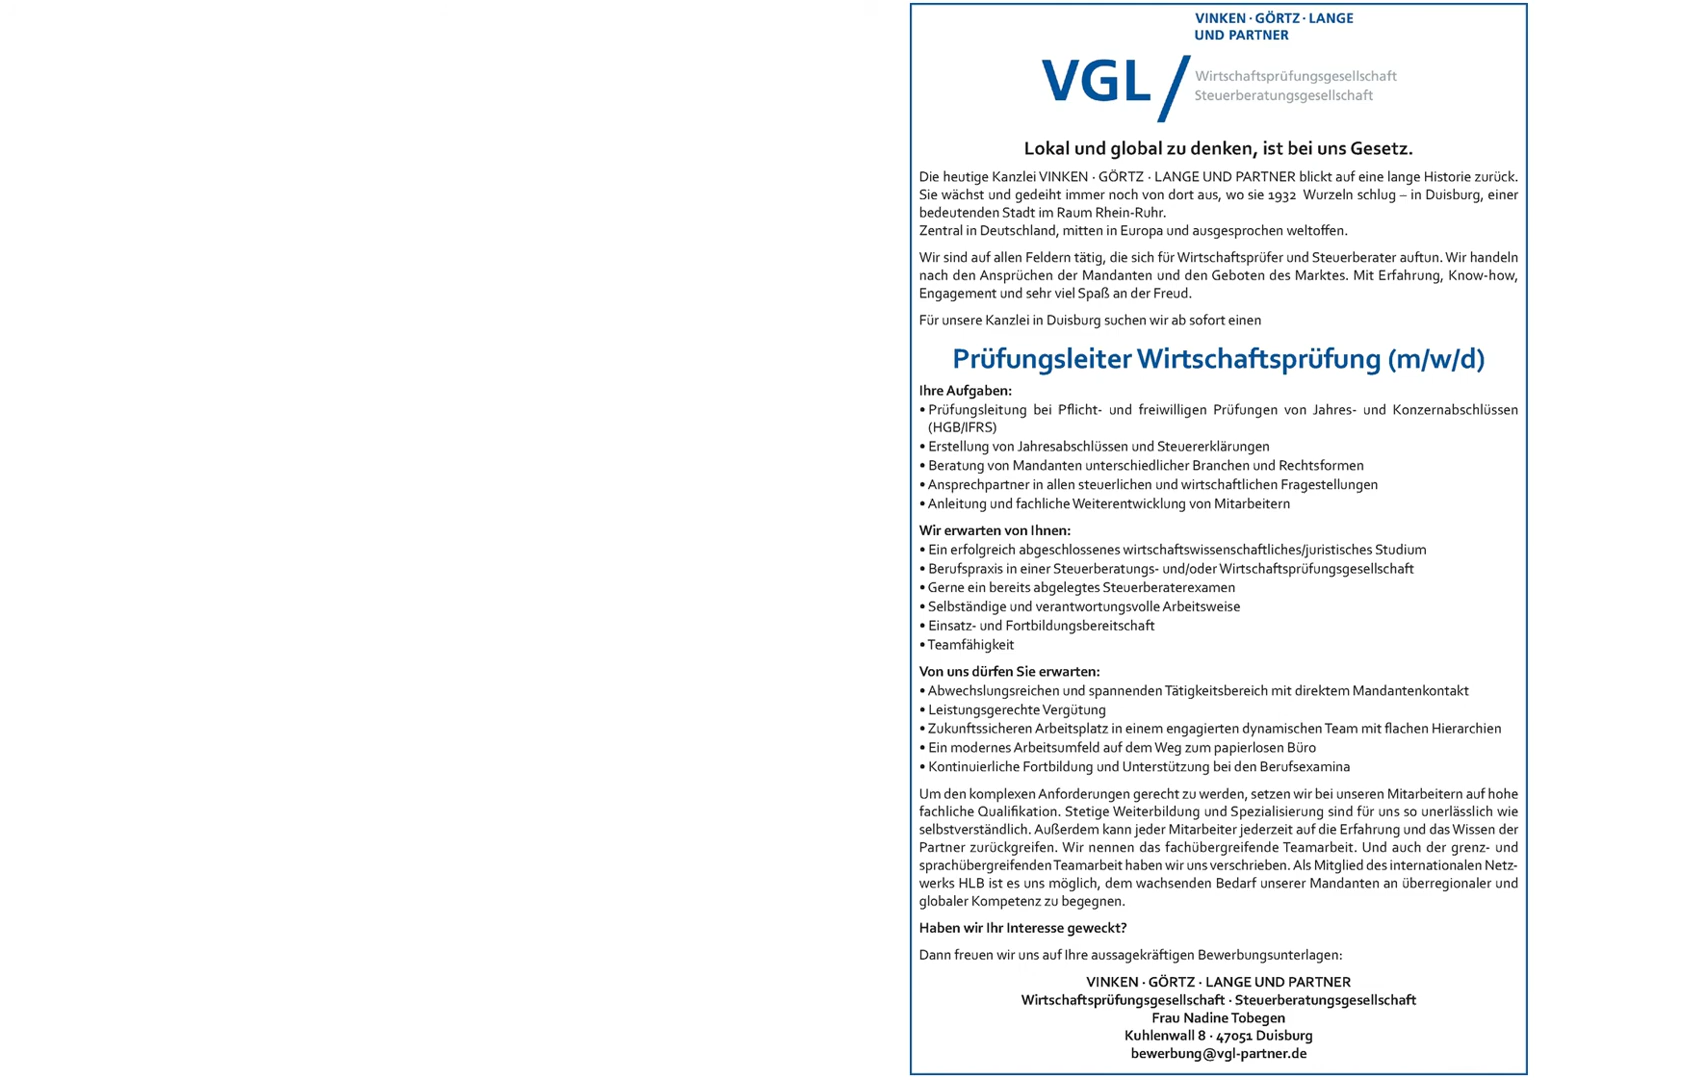 VINKEN · GÖRTZ · LANGE
UND PARTNER
VGL/
Wirtschaftsprüfungsgesellschaft
Steuerberatungsgesellschaft
Lokal und global zu denken, ist bei uns Gesetz.
Die heutige Kanzlei VINKEN · GÖRTZ · LANGE UND PARTNER blickt auf eine lange Historie zurück.
Sie wächst und gedeiht immer noch von dort aus, wo sie 1932 Wurzeln schlug – in Duisburg, einer
bedeutenden Stadt im Raum Rhein-Ruhr.
Zentral in Deutschland, mitten in Europa und ausgesprochen weltoffen.
Wir sind auf allen Feldern tätig, die sich für Wirtschaftsprüfer und Steuerberater auftun. Wir handeln
nach den Ansprüchen der Mandanten und den Geboten des Marktes. Mit Erfahrung, Know-how,
Engagement und sehr viel Spaß an der Freud.
Für unsere Kanzlei in Duisburg suchen wir ab sofort einen
Prüfungsleiter Wirtschaftsprüfung (m/w/d)
Ihre Aufgaben:
• Prüfungsleitung bei Pflicht- und freiwilligen Prüfungen von Jahres- und Konzernabschlüssen
(HGB/IFRS)
• Erstellung von Jahresabschlüssen und Steuererklärungen
• Beratung von Mandanten unterschiedlicher Branchen und Rechtsformen
• Ansprechpartner in allen steuerlichen und wirtschaftlichen Fragestellungen
• Anleitung und fachliche Weiterentwicklung von Mitarbeitern
Wir erwarten von Ihnen:
• Ein erfolgreich abgeschlossenes wirtschaftswissenschaftliches/juristisches Studium
• Berufspraxis in einer Steuerberatungs- und/oder Wirtschaftsprüfungsgesellschaft
• Gerne ein bereits abgelegtes Steuerberaterexamen
• Selbständige und verantwortungsvolle Arbeitsweise
• Einsatz- und Fortbildungsbereitschaft
• Teamfähigkeit
Von uns dürfen Sie erwarten:
• Abwechslungsreichen und spannenden Tätigkeitsbereich mit direktem Mandantenkontakt
• Leistungsgerechte Vergütung
• Zukunftssicheren Arbeitsplatz in einem engagierten dynamischen Team mit flachen Hierarchien
• Ein modernes Arbeitsumfeld auf dem Weg zum papierlosen Büro
• Kontinuierliche Fortbildung und Unterstützung bei den Berufsexamina
Um den komplexen Anforderungen gerecht zu werden, setzen wir bei unseren Mitarbeitern auf hohe
fachliche Qualifikation. Stetige Weiterbildung und Spezialisierung sind für uns so unerlässlich wie
selbstverständlich. Außerdem kann jeder Mitarbeiter jederzeit auf die Erfahrung und das Wissen der
Partner zurückgreifen. Wir nennen das fachübergreifende Teamarbeit. Und auch der grenz- und
sprachübergreifenden Teamarbeit haben wir uns verschrieben. Als Mitglied des internationalen Netz-
werks HLB ist es uns möglich, dem wachsenden Bedarf unserer Mandanten an überregionaler und
globaler Kompetenz zu begegnen.
Haben wir Ihr Interesse geweckt?
Dann freuen wir uns auf Ihre aussagekräftigen Bewerbungsunterlagen:
VINKEN · GÖRTZ · LANGE UND PARTNER
Wirtschaftsprüfungsgesellschaft · Steuerberatungsgesellschaft
Frau Nadine Tobegen
Kuhlenwall 8 · 47051 Duisburg
bewerbung@vgl-partner.de